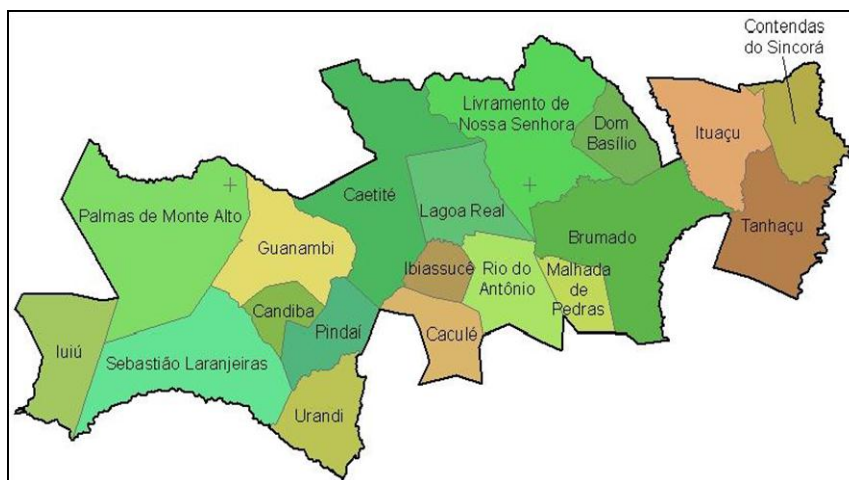 Contendas
do Sincorá
Livramento de
Nossa Senhora
Dom
Basílio
Ituaçu
Caetité
Palmas de Monte Alto
Lagoa Real
Tanhaçu
Guanambi
Brumado
Ibiassucê
Rio do
Antônio
Malhada
de
Pedras
Candiba
Pindaí
Caculé
Iuiú
Sebastião Laranjeiras
Urandi